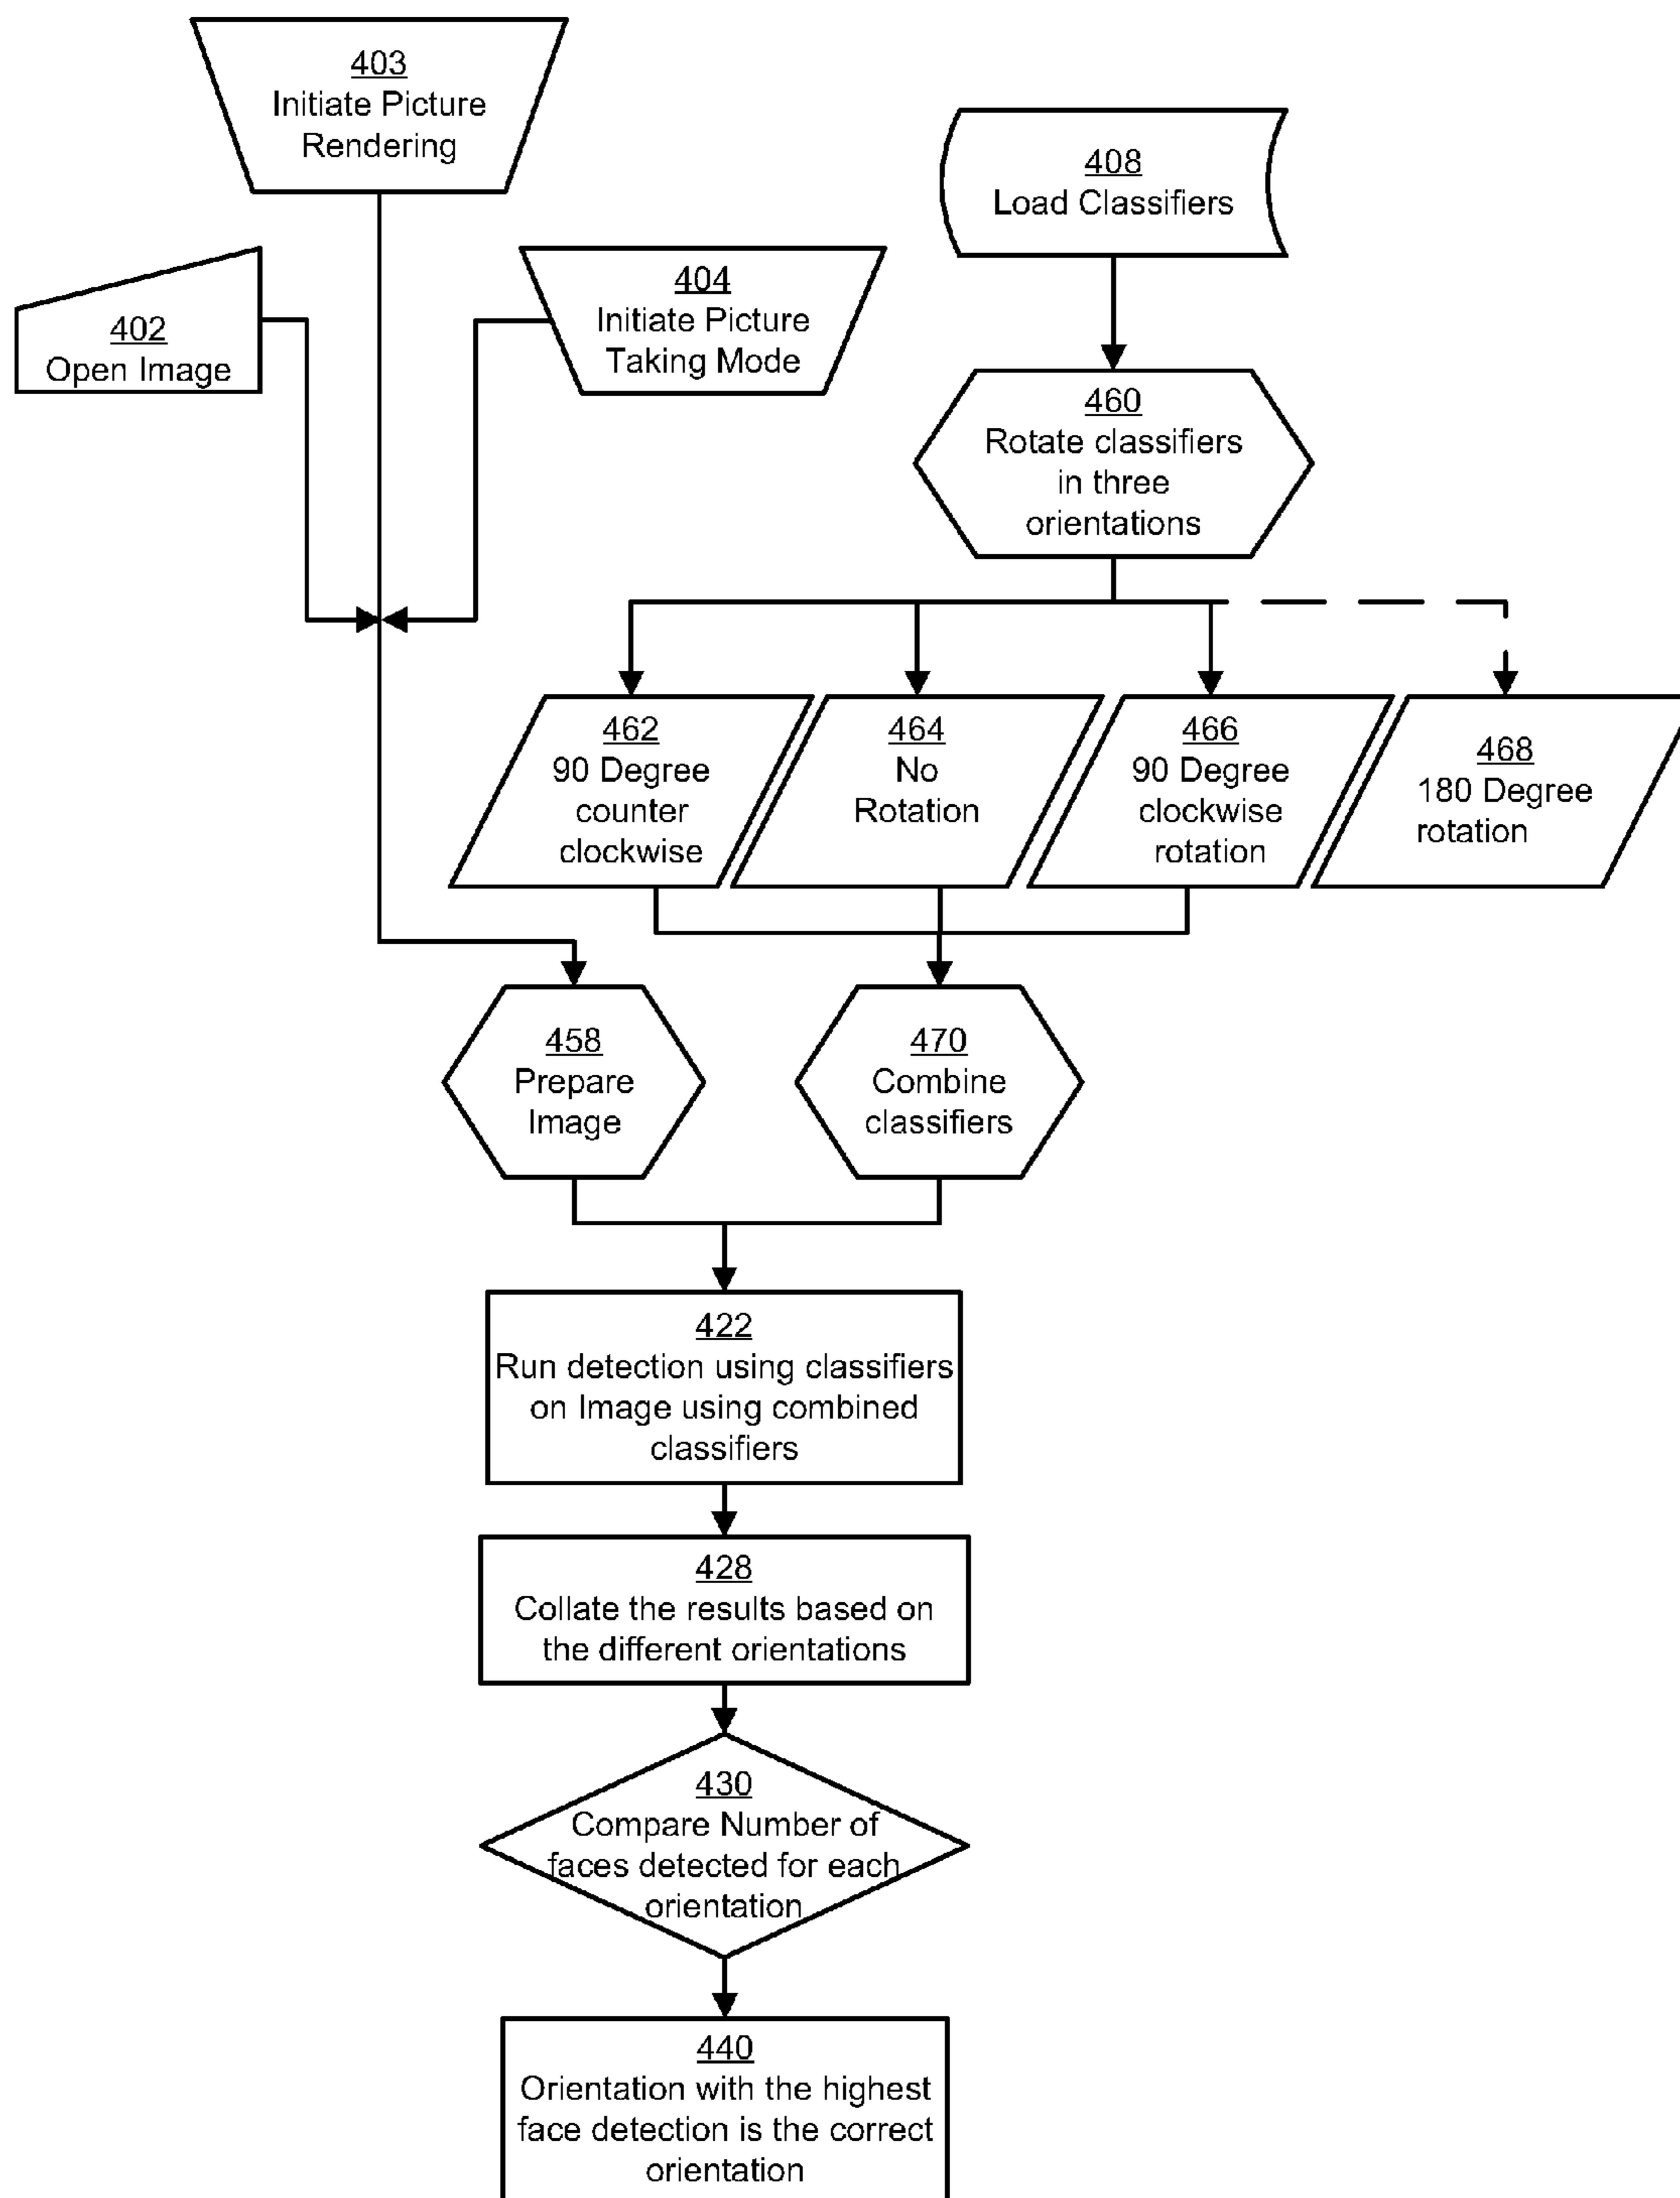 403
Initiate Picture
Rendering
408
Load Classifiers
402
Open Image
404
Initiate Picture
Taking Mode
460
Rotate classifiers
in three
orientations
462
90 Degree
counter
clockwise
464
No
Rotation
466
90 Degree
clockwise
rotation
468
180 Degree
rotation
458
Prepare
Image
470
Combine
classifiers
422
Run detection using classifiers
on Image using combined
classifiers
428
Collate the results based on
the different orientations
430
Compare Number of
faces detected for each
orientation
440
Orientation with the highest
face detection is the correct
orientation